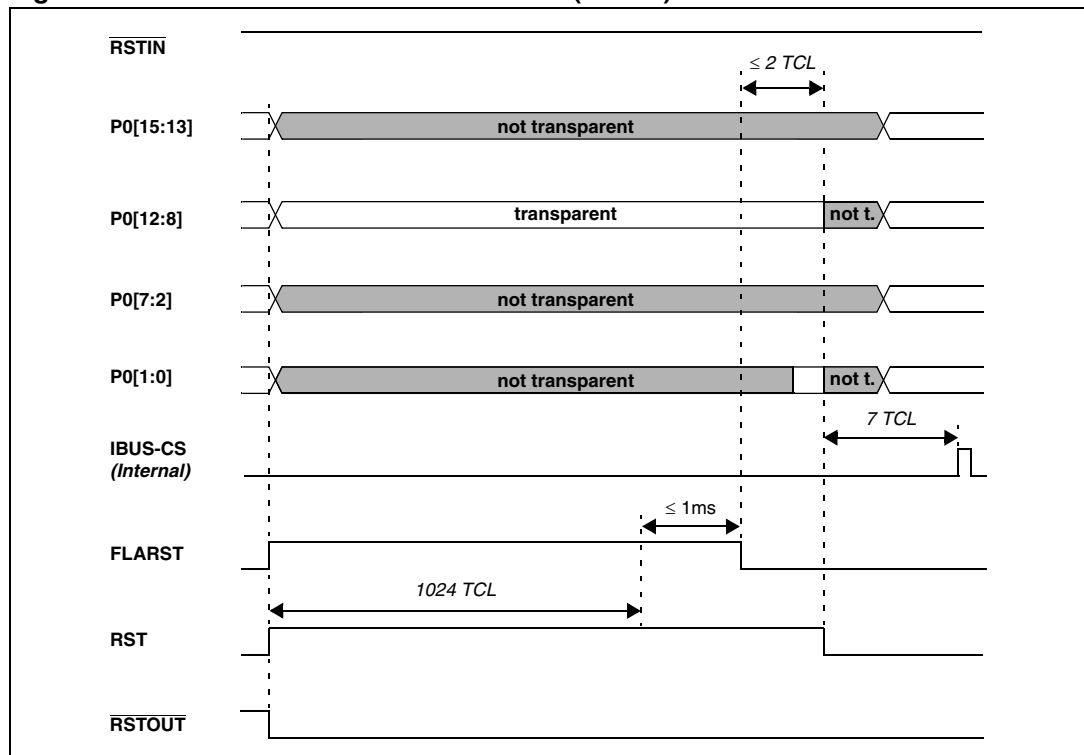 RSTIN
≤ 2 TCL
P0[15:13]
not transparent
P0[12:8]
transparent
not t.
P0[7:2]
not transparent
P0[1:0]
not transparent
not t.
7 TCL
IBUS-CS
(Internal)
≤ 1ms
FLARST
1024 TCL
RST
RSTOUT